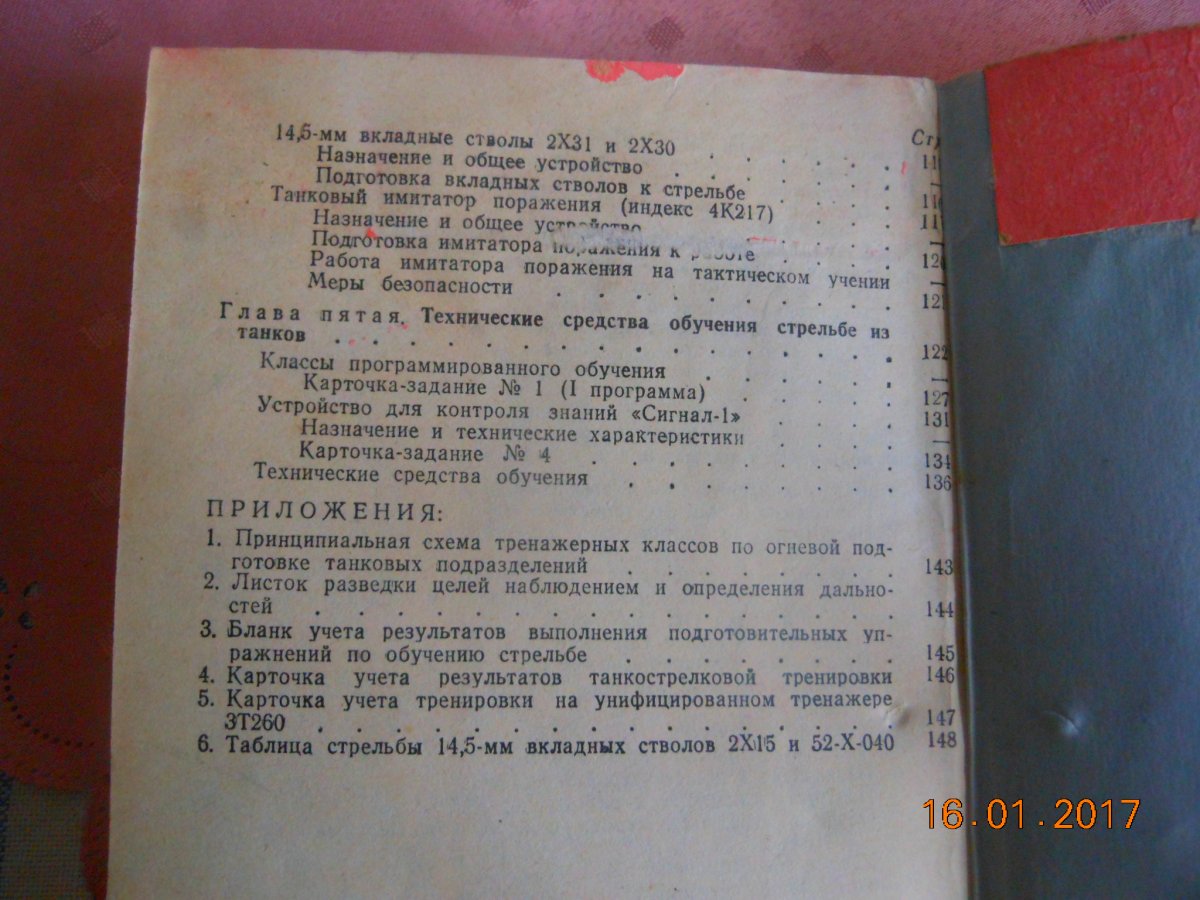 Стр
14,5-мм вкладные стволы 2Х31 и 2Х30 . . . . . .
Назначение и общее устройство . . . . . . . —
Подготовка вкладных стволов к стрельбе . . . .
Танковый имитатор поражения (индекс 4К217) . . .
Назначение и общее . . . . —
Подготовка имитатора поражения к работе . . . .
Работа имитатора поражения на тактическом учении
Меры безопасности . . . . . . . . . 121
Глава пятая. Технические средства обучения стрельбе из
танков . . . . . . . . . . . . . . . 122
Классы программированного обучения . . . . . —
Карточка-задание № 1 (I программа) . . . . . 127
Устройство для контроля знаний «Сигнал-1» . . . . 131
Назначение и технические характеристики . . . . —
Карточка-задание № 4 . . . . . . . . 134
Технические средства обучения . . . . . . . 136
ПРИЛОЖЕНИЯ:
1. Принципиальная схема тренажерных классов по огневой под-
готовке танковых подразделений . . . . . . . 143
2. Листок разведки целей наблюдением и определения дально-
стей . . . . . . . . . . . . . . . 144
3. Бланк учета результатов выполнения подготовительных уп-
ражнений по обучению стрельбе . . . . . . . 145
4. Карточка учета результатов танкострелковой тренировки 146
5. Карточка учета тренировки на унифицированном тренажере
3Т260 . . . . . . . . . . . . . . . 147
6. Таблица стрельбы 14,5-мм вкладных стволов 2Х15 и 52-Х-040 148
16.01.2017